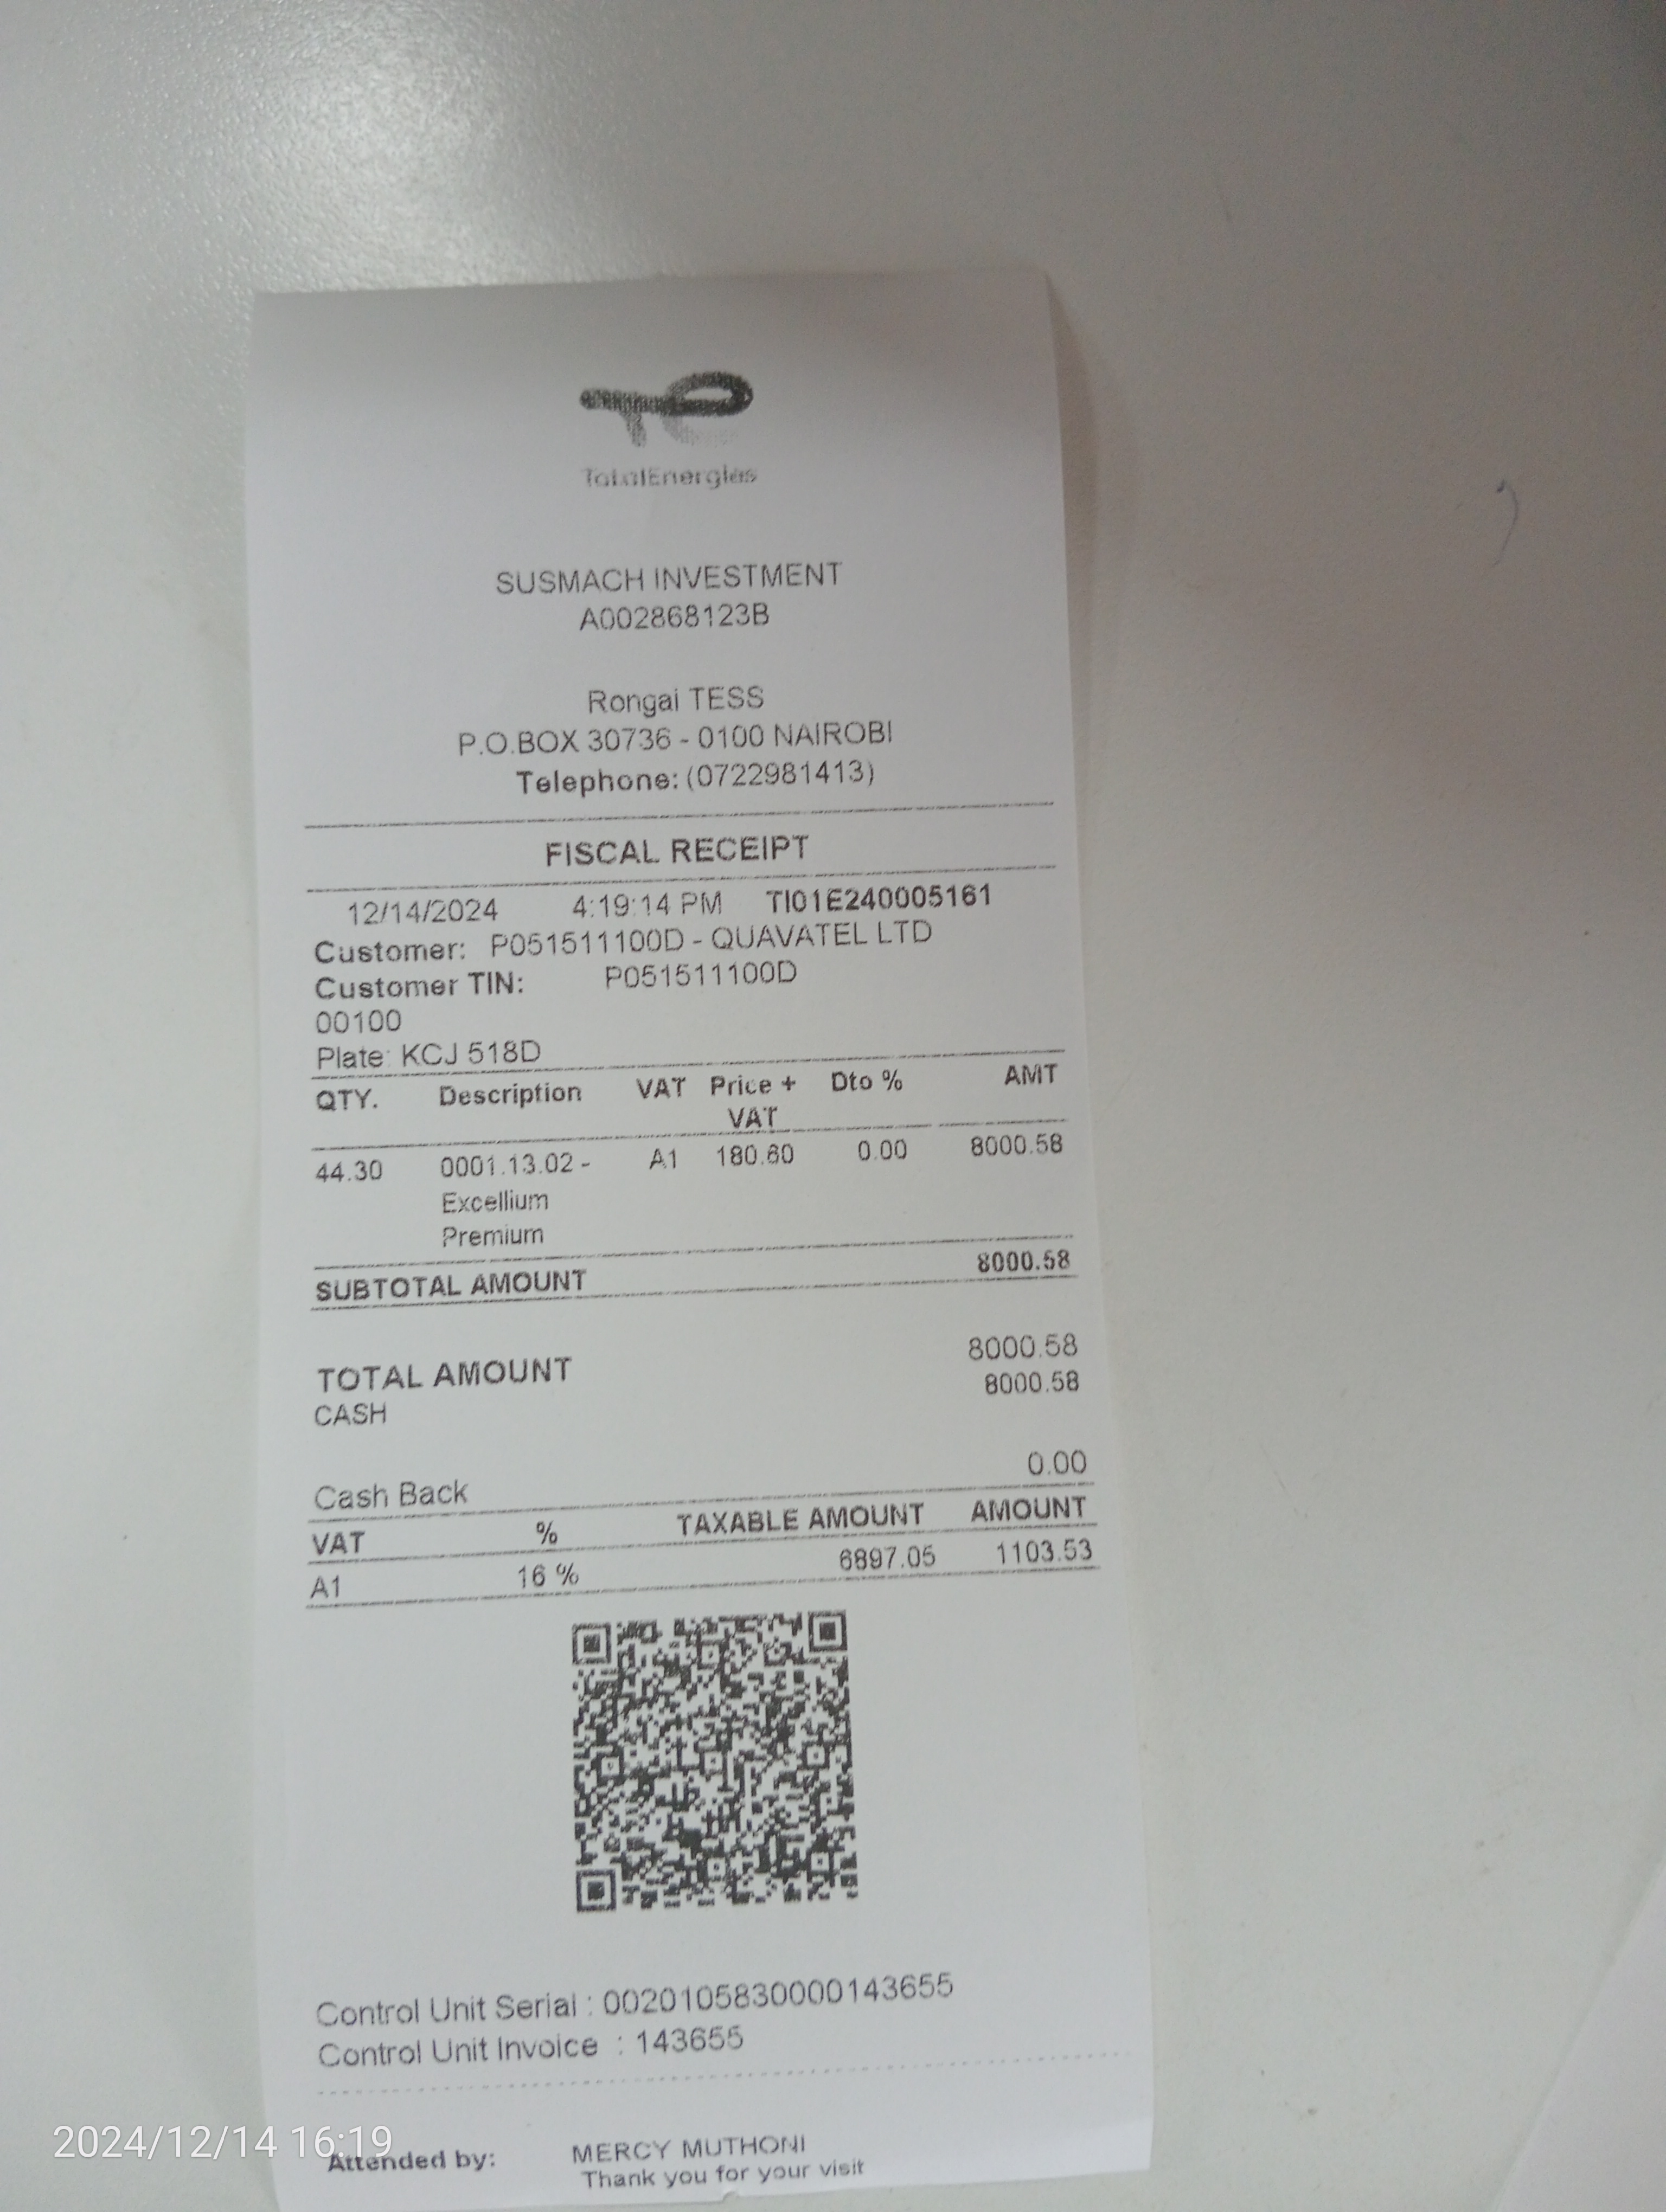 TotalEnergies
SUSMACH INVESTMENT
A002868123B
Rongai TESS
P.O.BOX 30736 - 0100 NAIROBI
Telephone: (0722981413)
FISCAL RECEIPT
12/14/2024 4:19:14 PM TI01E240005161
Customer: P051511100D - QUAVATEL LTD
Customer TIN: P051511100D
00100
Plate: KCJ 518D
QTY. Description VAT Price + VAT Dto % AMT
44.30 0001.13.02 - Excellium Premium A1 180.60 0.00 8000.58
SUBTOTAL AMOUNT 8000.58
TOTAL AMOUNT 8000.58
CASH 8000.58
Cash Back 0.00
VAT % TAXABLE AMOUNT AMOUNT
A1 16 % 6897.05 1103.53
Control Unit Serial : 0020105830000143655
Control Unit Invoice : 143655
2024/12/14 16:19
Attended by: MERCY MUTHONI
Thank you for your visit